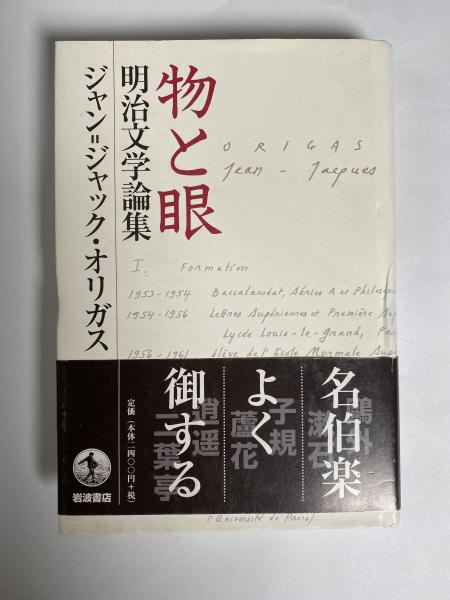 物と眼
明治文学論集
ジャン＝ジャック・オリガス
ORIGAS
Jean - Jacques
I. Formation
1953-1954 Baccalauréat, Séries A et Philosop
1954-1956 Lettres Supérieures et Première Su
Lycée Louis-le-Grand, Par
1956-1961 élève de l'Ecole Normale Supé
名伯楽
よく
御する
鷗外
漱石
子規
蘆花
逍遥
二葉亭
定価（本体二四〇〇円＋税）
岩波書店
l'Université de Paris).